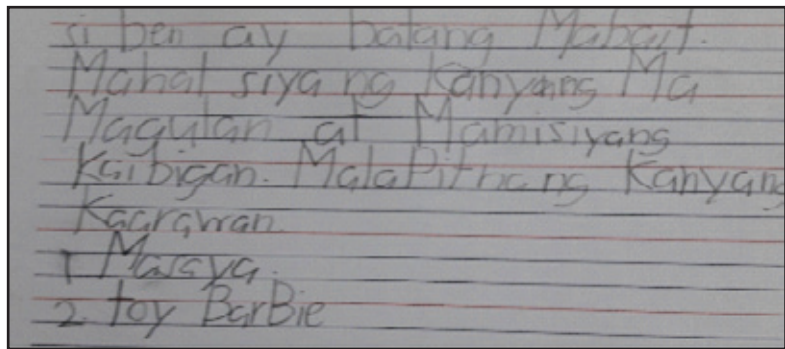 si ben ay batang Mabait.
Mahal siya ng kanyang Ma
Magulan at Mamisiyang
Kaibigan. MalaPit na ng Kanyang
Kaarawan
1 Masaya.
2. toy BarBie